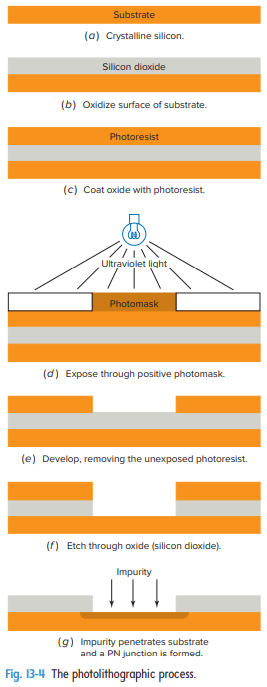 Substrate
(a) Crystalline silicon.
Silicon dioxide
(b) Oxidize surface of substrate.
Photoresist
(c) Coat oxide with photoresist.
Ultraviolet light
Photomask
(d) Expose through positive photomask.
(e) Develop, removing the unexposed photoresist.
(f) Etch through oxide (silicon dioxide).
Impurity
(g) Impurity penetrates substrate
and a PN junction is formed.
Fig. 13-4 The photolithographic process.